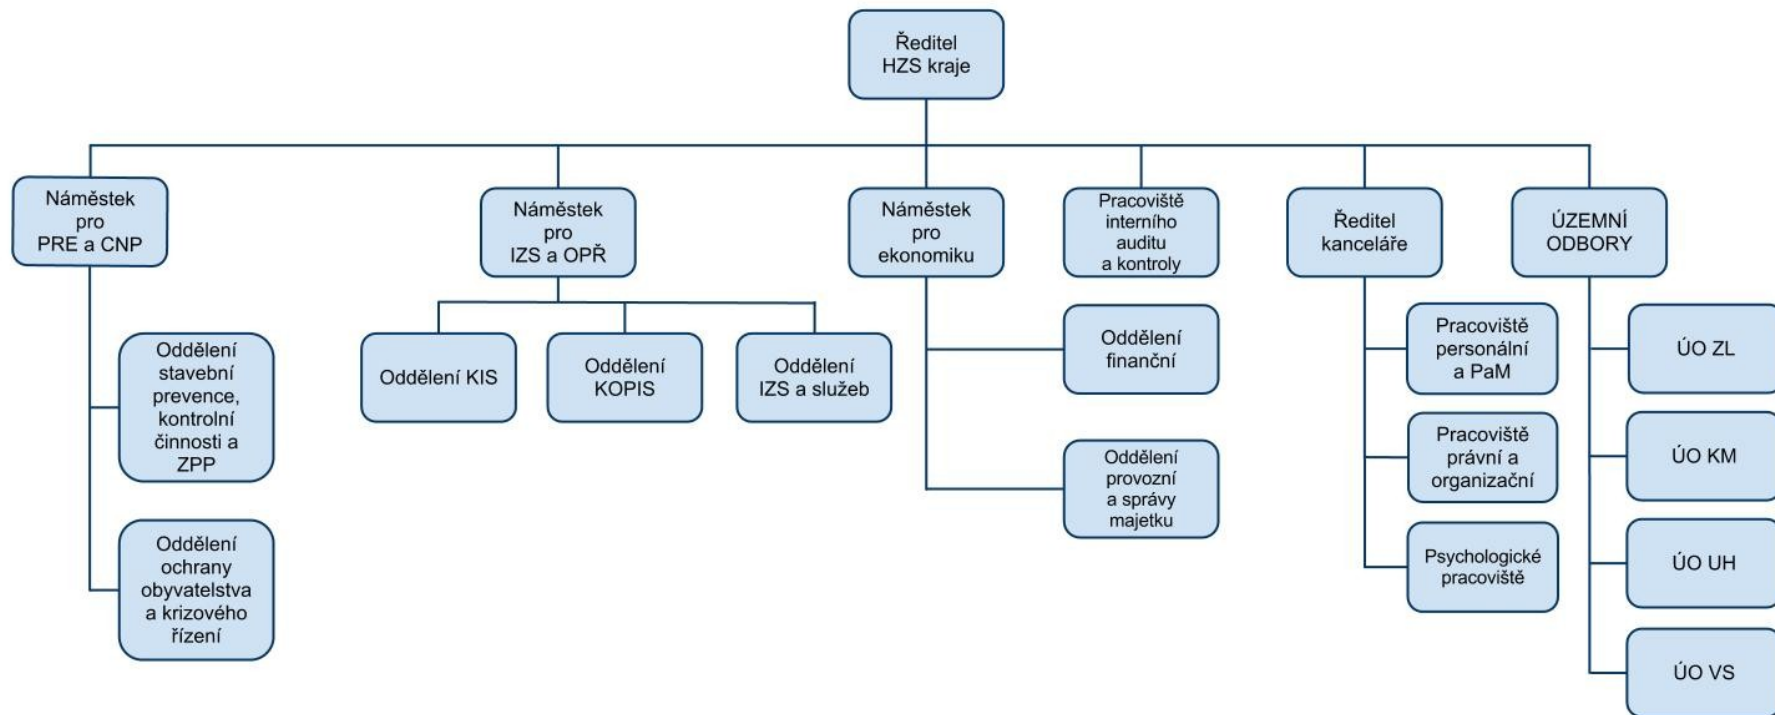 Ředitel
HZS kraje
Náměstek
pro
PRE a CNP
Náměstek
pro
IZS a OPŘ
Náměstek
pro
ekonomiku
Pracoviště
interního
auditu
a kontroly
Ředitel
kanceláře
ÚZEMNÍ
ODBORY
Oddělení
stavební
prevence,
kontrolní
činnosti a
ZPP
Oddělení
ochrany
obyvatelstva
a krizového
řízení
Oddělení KIS
Oddělení
KOPIS
Oddělení
IZS a služeb
Oddělení
finanční
Oddělení
provozní
a správy
majetku
Pracoviště
personální
a PaM
Pracoviště
právní a
organizační
Psychologické
pracoviště
ÚO ZL
ÚO KM
ÚO UH
ÚO VS